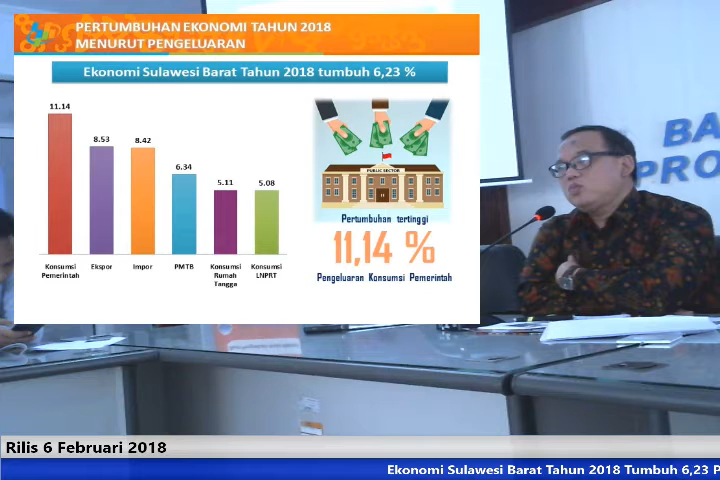 PERTUMBUHAN EKONOMI TAHUN 2018
MENURUT PENGELUARAN
Ekonomi Sulawesi Barat Tahun 2018 tumbuh 6,23 %
11.14
8.53
8.42
6.34
5.11
5.08
Konsumsi
Pemerintah
Ekspor
Impor
PMTB
Konsumsi
Rumah
Tangga
Konsumsi
LNPRT
PUBLIC SECTOR
Pertumbuhan tertinggi
11,14 %
Pengeluaran Konsumsi Pemerintah
BA
PRO
Rilis 6 Februari 2018
Ekonomi Sulawesi Barat Tahun 2018 Tumbuh 6,23 P